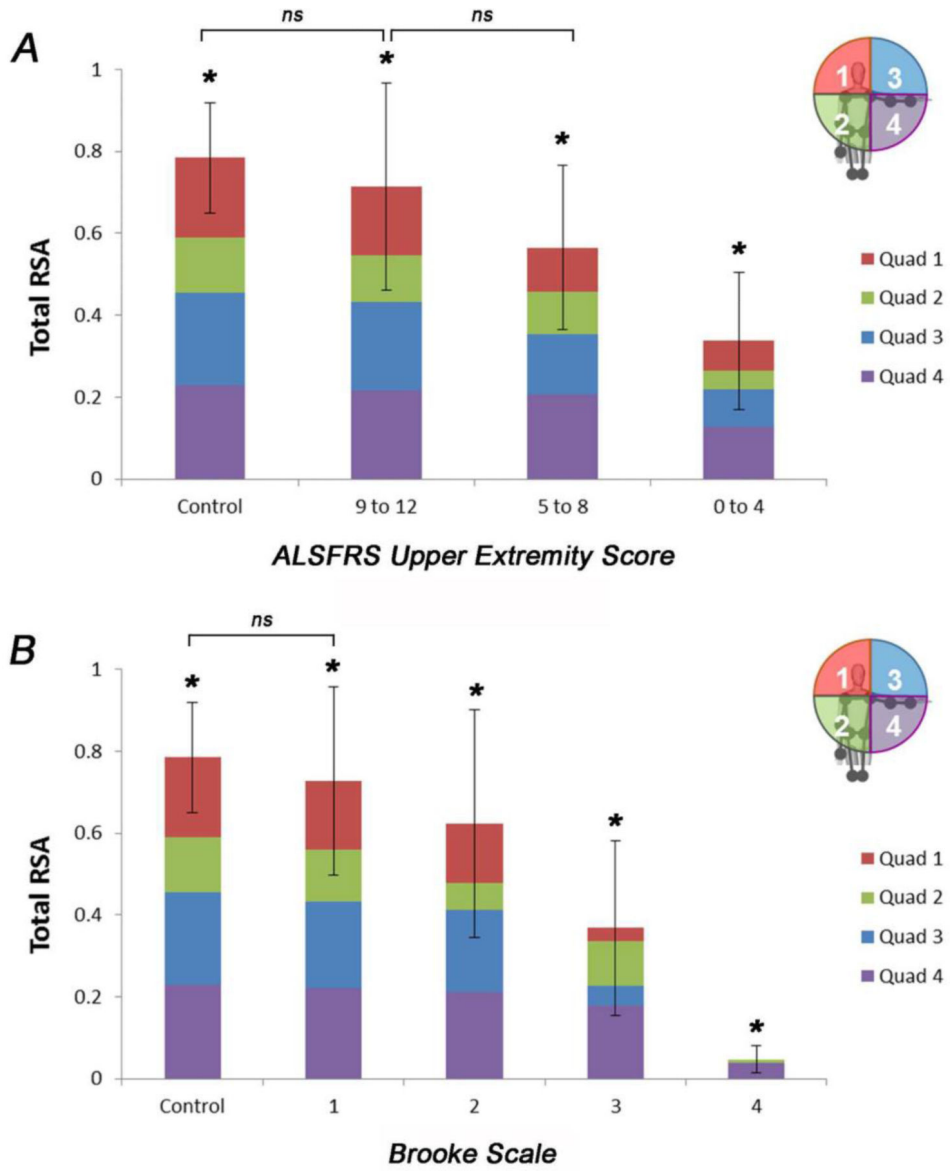 ns ns
A
*
*
*
*
1 3
2 4
1
0.8
0.6
0.4
0.2
0
Total RSA
Quad 1
Quad 2
Quad 3
Quad 4
Control 9 to 12 5 to 8 0 to 4
ALSFRS Upper Extremity Score
ns
B
*
*
*
*
*
1 3
2 4
1
0.8
0.6
0.4
0.2
0
Total RSA
Quad 1
Quad 2
Quad 3
Quad 4
Control 1 2 3 4
Brooke Scale